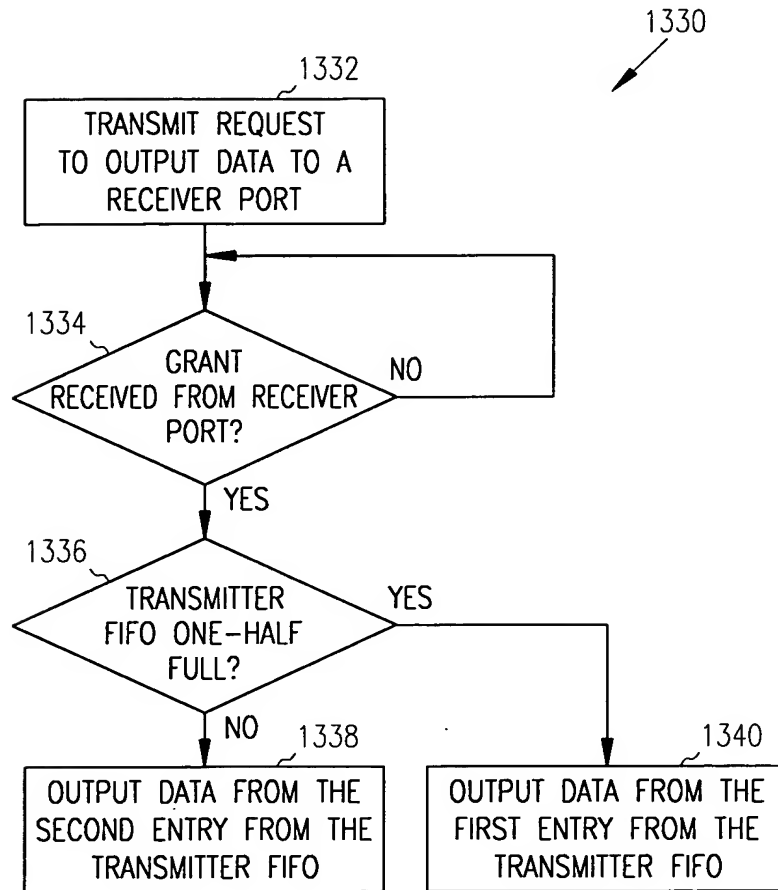 1330
1332
TRANSMIT REQUEST
TO OUTPUT DATA TO A
RECEIVER PORT
1334
GRANT
RECEIVED FROM RECEIVER
PORT?
NO
YES
1336
TRANSMITTER
FIFO ONE-HALF
FULL?
YES
NO
1338
OUTPUT DATA FROM THE
SECOND ENTRY FROM THE
TRANSMITTER FIFO
1340
OUTPUT DATA FROM THE
FIRST ENTRY FROM THE
TRANSMITTER FIFO